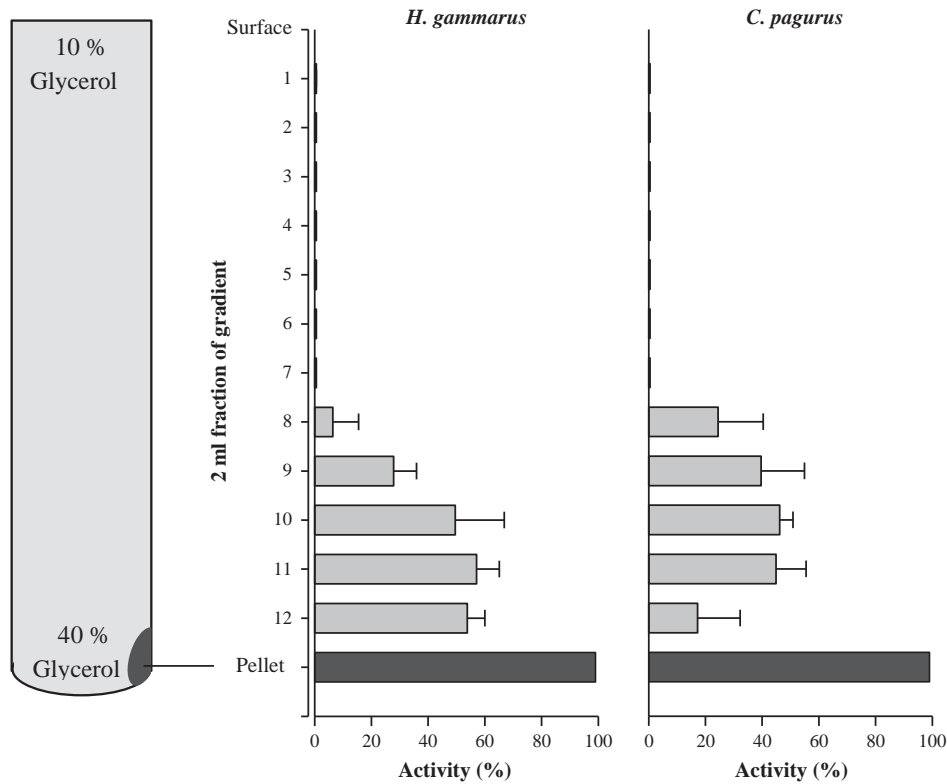 10 %
Glycerol
40 %
Glycerol
2 ml fraction of gradient
Surface
1
2
3
4
5
6
7
8
9
10
11
12
Pellet
H. gammarus
0 20 40 60 80 100
Activity (%)
C. pagurus
0 20 40 60 80 100
Activity (%)